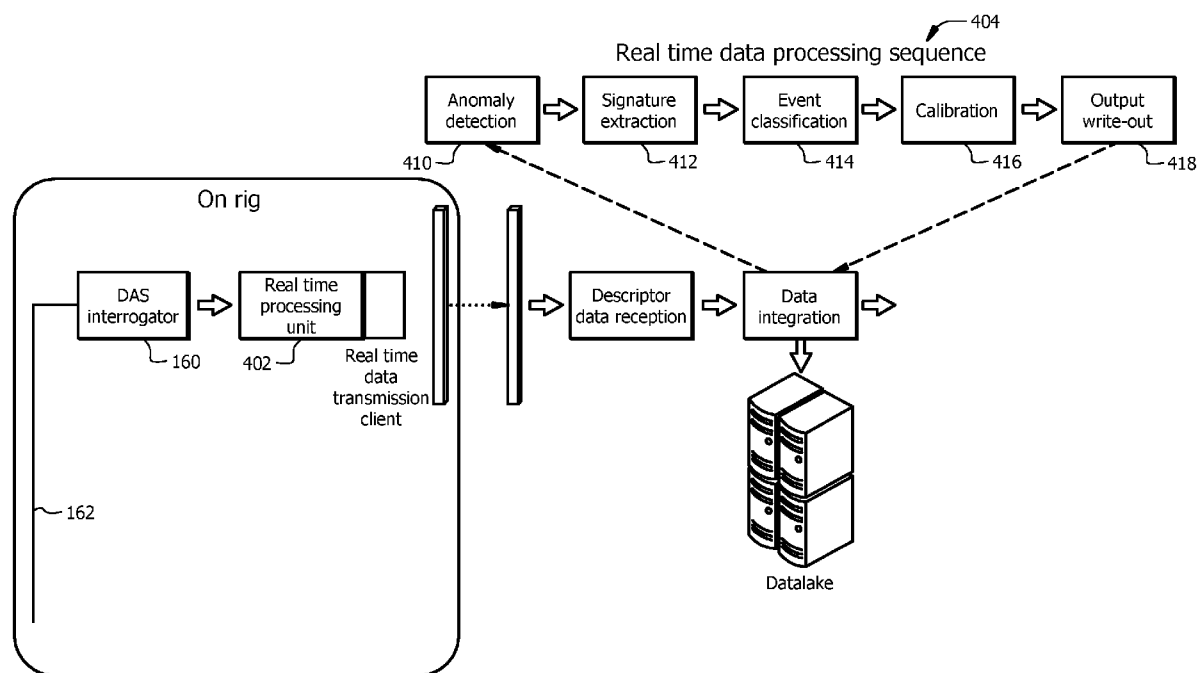 404
Real time data processing sequence
Anomaly
detection
Signature
extraction
Event
classification
Calibration
Output
write-out
410
412
414
416
418
On rig
DAS
interrogator
Real time
processing
unit
Descriptor
data reception
Data
integration
160
402
Real time
data
transmission
client
162
Datalake